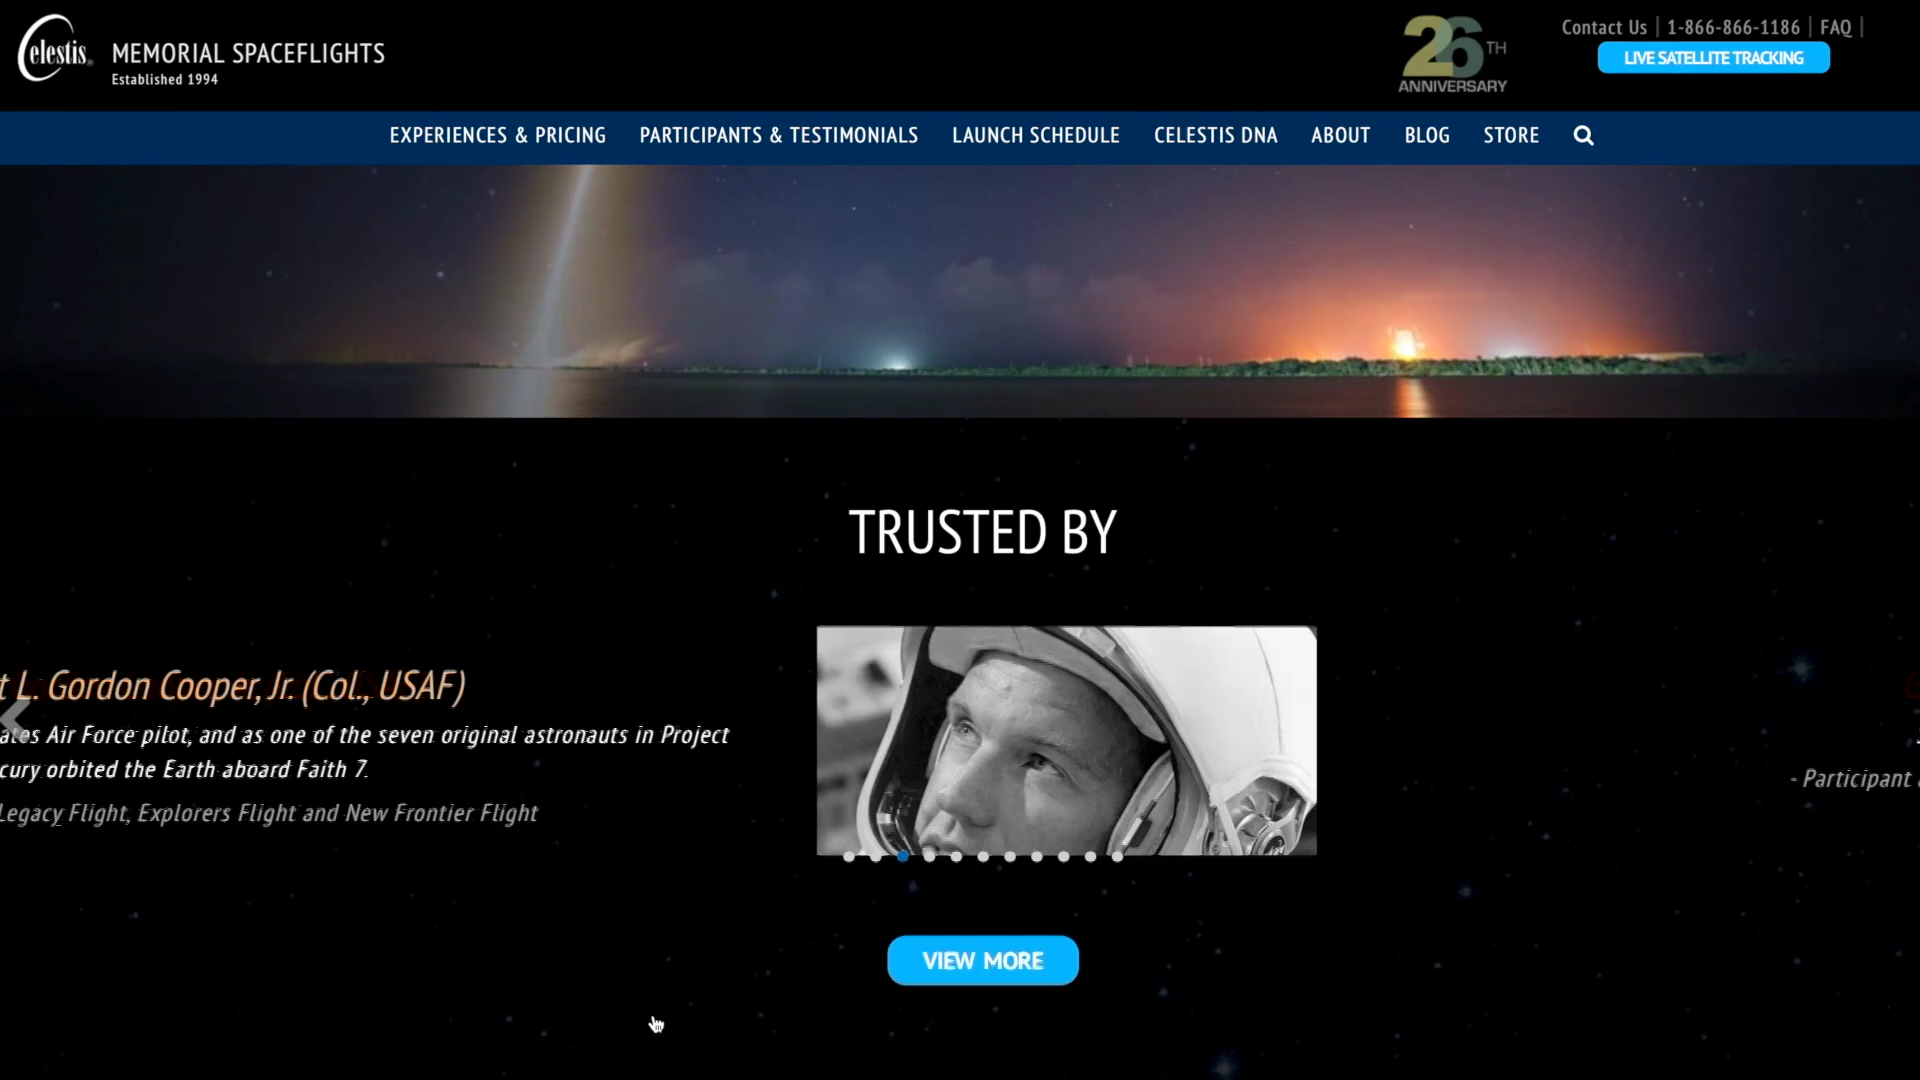 Celestis
MEMORIAL SPACEFLIGHTS
Established 1994
26TH
ANNIVERSARY
Contact Us | 1-866-866-1186 | FAQ |
LIVE SATELLITE TRACKING
EXPERIENCES & PRICING PARTICIPANTS & TESTIMONIALS LAUNCH SCHEDULE CELESTIS DNA ABOUT BLOG STORE
TRUSTED BY
t L. Gordon Cooper, Jr. (Col., USAF)
ates Air Force pilot, and as one of the seven original astronauts in Project
cury orbited the Earth aboard Faith 7.
Legacy Flight, Explorers Flight and New Frontier Flight
- Participant
VIEW MORE